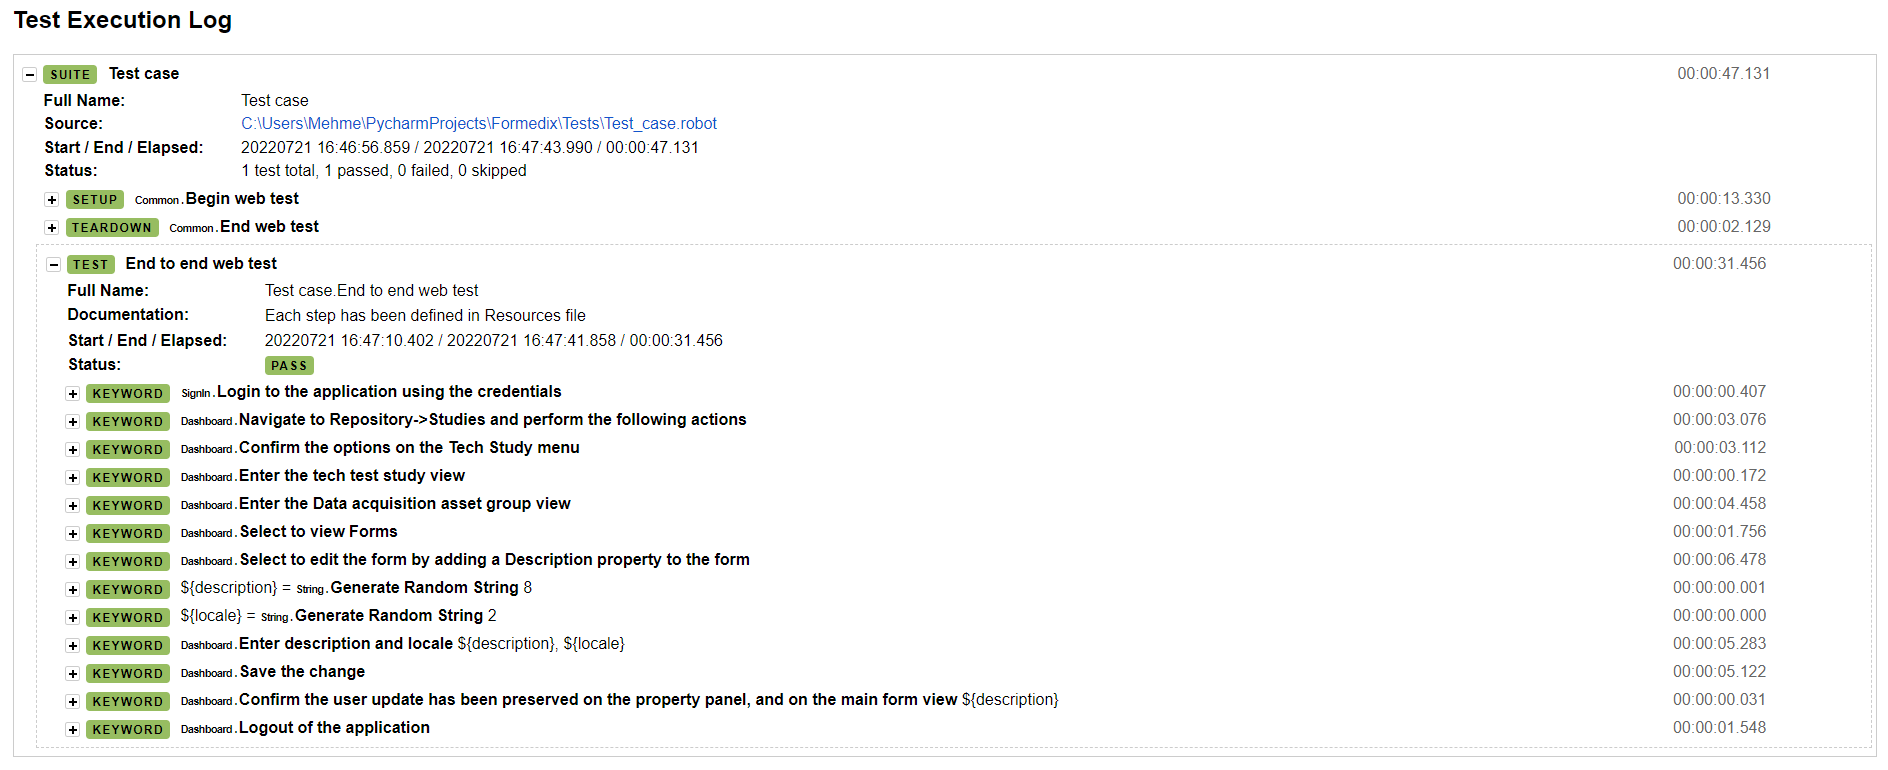 Test Execution Log
SUITE Test case 00:00:47.131
Full Name: Test case
Source: C:\Users\Mehme\PycharmProjects\Formedix\Tests\Test_case.robot
Start / End / Elapsed: 20220721 16:46:56.859 / 20220721 16:47:43.990 / 00:00:47.131
Status: 1 test total, 1 passed, 0 failed, 0 skipped
SETUP Common.Begin web test 00:00:13.330
TEARDOWN Common.End web test 00:00:02.129
TEST End to end web test 00:00:31.456
Full Name: Test case.End to end web test
Documentation: Each step has been defined in Resources file
Start / End / Elapsed: 20220721 16:47:10.402 / 20220721 16:47:41.858 / 00:00:31.456
Status: PASS
KEYWORD SignIn.Login to the application using the credentials 00:00:00.407
KEYWORD Dashboard.Navigate to Repository->Studies and perform the following actions 00:00:03.076
KEYWORD Dashboard.Confirm the options on the Tech Study menu 00:00:03.112
KEYWORD Dashboard.Enter the tech test study view 00:00:00.172
KEYWORD Dashboard.Enter the Data acquisition asset group view 00:00:04.458
KEYWORD Dashboard.Select to view Forms 00:00:01.756
KEYWORD Dashboard.Select to edit the form by adding a Description property to the form 00:00:06.478
KEYWORD ${description} = String.Generate Random String 8 00:00:00.001
KEYWORD ${locale} = String.Generate Random String 2 00:00:00.000
KEYWORD Dashboard.Enter description and locale ${description}, ${locale} 00:00:05.283
KEYWORD Dashboard.Save the change 00:00:05.122
KEYWORD Dashboard.Confirm the user update has been preserved on the property panel, and on the main form view ${description} 00:00:00.031
KEYWORD Dashboard.Logout of the application 00:00:01.548